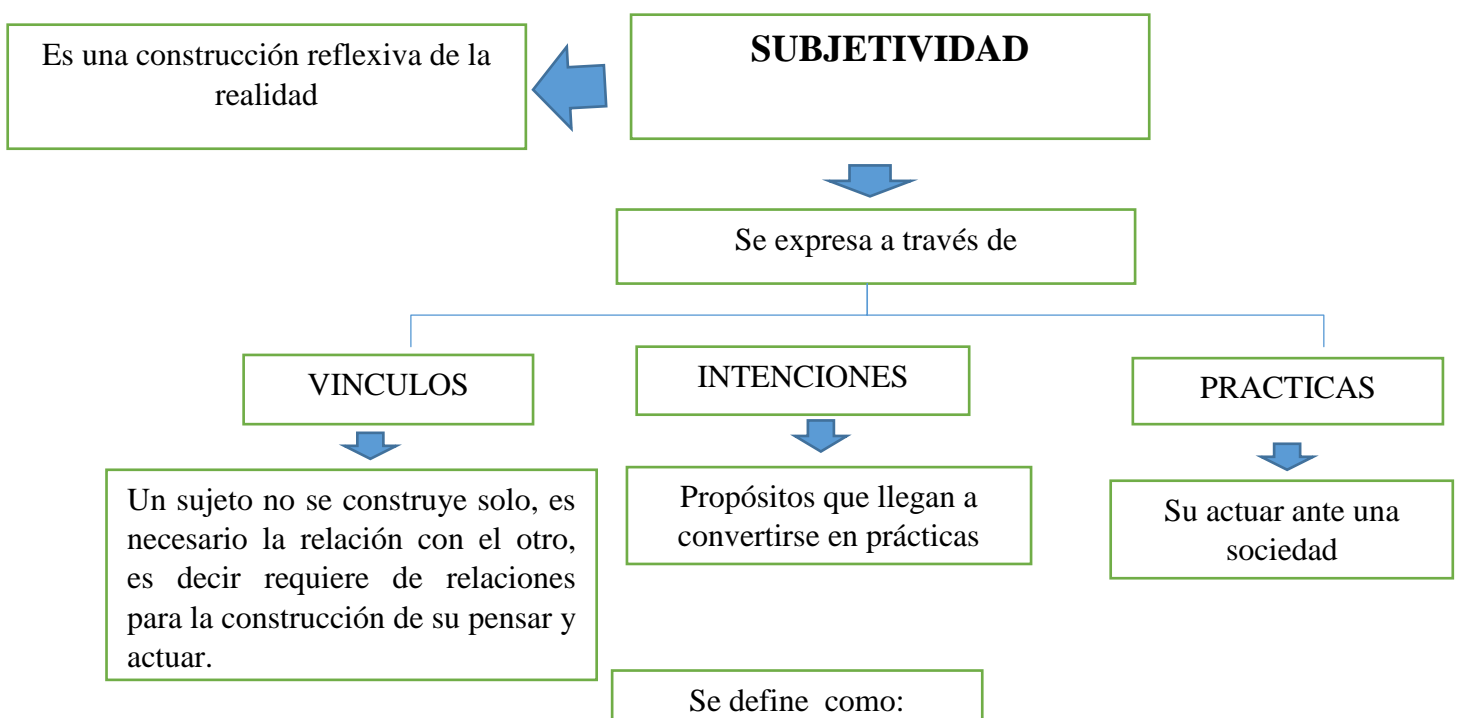 Es una construcción reflexiva de la
realidad
SUBJETIVIDAD
Se expresa a través de
VINCULOS
INTENCIONES
PRACTICAS
Un sujeto no se construye solo, es
necesario la relación con el otro,
es decir requiere de relaciones
para la construcción de su pensar y
actuar.
Propósitos que llegan a
convertirse en prácticas
Su actuar ante una
sociedad
Se define como: